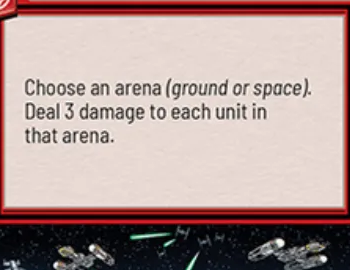 Choose an arena (ground or space).
Deal 3 damage to each unit in
that arena.